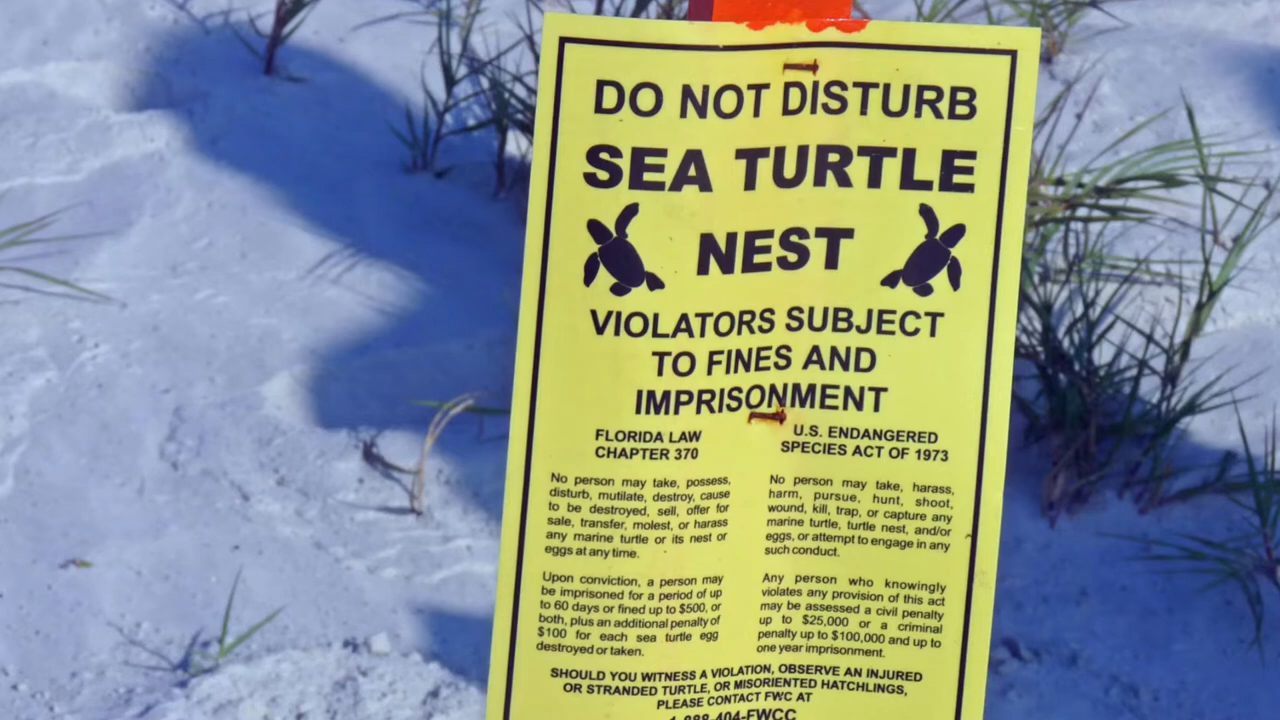 DO NOT DISTURB
SEA TURTLE
NEST
VIOLATORS SUBJECT
TO FINES AND
IMPRISONMENT
FLORIDA LAW
CHAPTER 370
No person may take, possess,
disturb, mutilate, destroy, cause
to be destroyed, sell, offer for
sale, transfer, molest, or harass
any marine turtle or its nest or
eggs at any time.
Upon conviction, a person may
be imprisoned for a period of up
to 60 days or fined up to $500, or
both, plus an additional penalty of
$100 for each sea turtle egg
destroyed or taken.
U.S. ENDANGERED
SPECIES ACT OF 1973
No person may take, harass,
harm, pursue, hunt, shoot,
wound, kill, trap, or capture any
marine turtle, turtle nest, and/or
eggs, or attempt to engage in any
such conduct.
Any person who knowingly
violates any provision of this act
may be assessed a civil penalty
up to $25,000 or a criminal
penalty up to $100,000 and up to
one year imprisonment.
SHOULD YOU WITNESS A VIOLATION, OBSERVE AN INJURED
OR STRANDED TURTLE, OR MISORIENTED HATCHLINGS,
PLEASE CONTACT FWC AT
1-888-404-FWCC